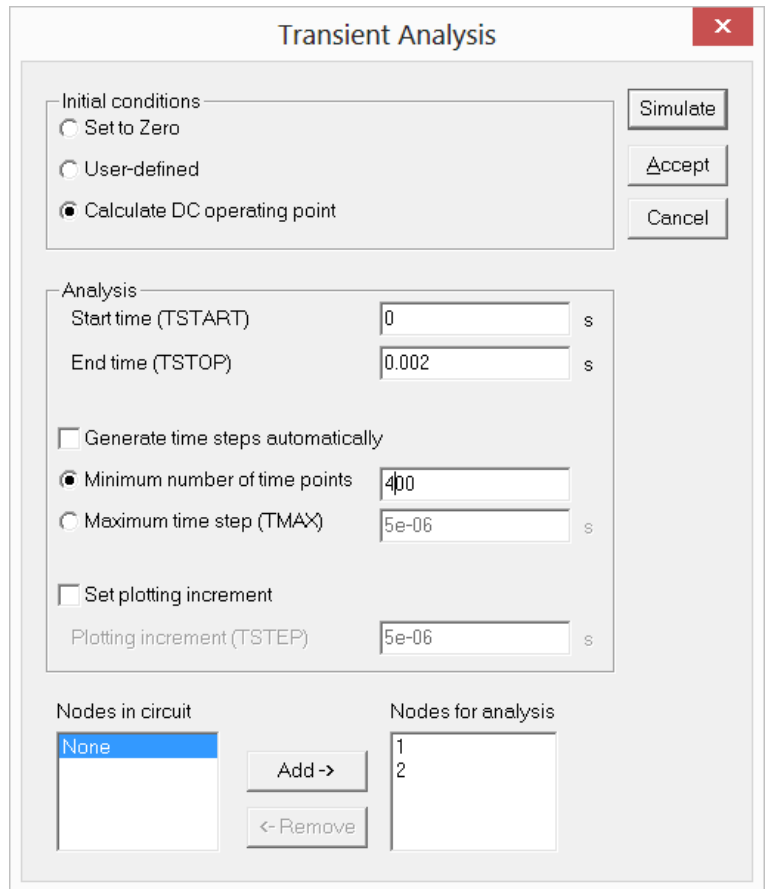 Transient Analysis
Initial conditions
Set to Zero
User-defined
Calculate DC operating point
Simulate
Accept
Cancel
Analysis
Start time (TSTART) 0 s
End time (TSTOP) 0.002 s
Generate time steps automatically
Minimum number of time points 400
Maximum time step (TMAX) 5e-06 s
Set plotting increment
Plotting increment (TSTEP) 5e-06 s
Nodes in circuit
None
Add ->
<- Remove
Nodes for analysis
1
2